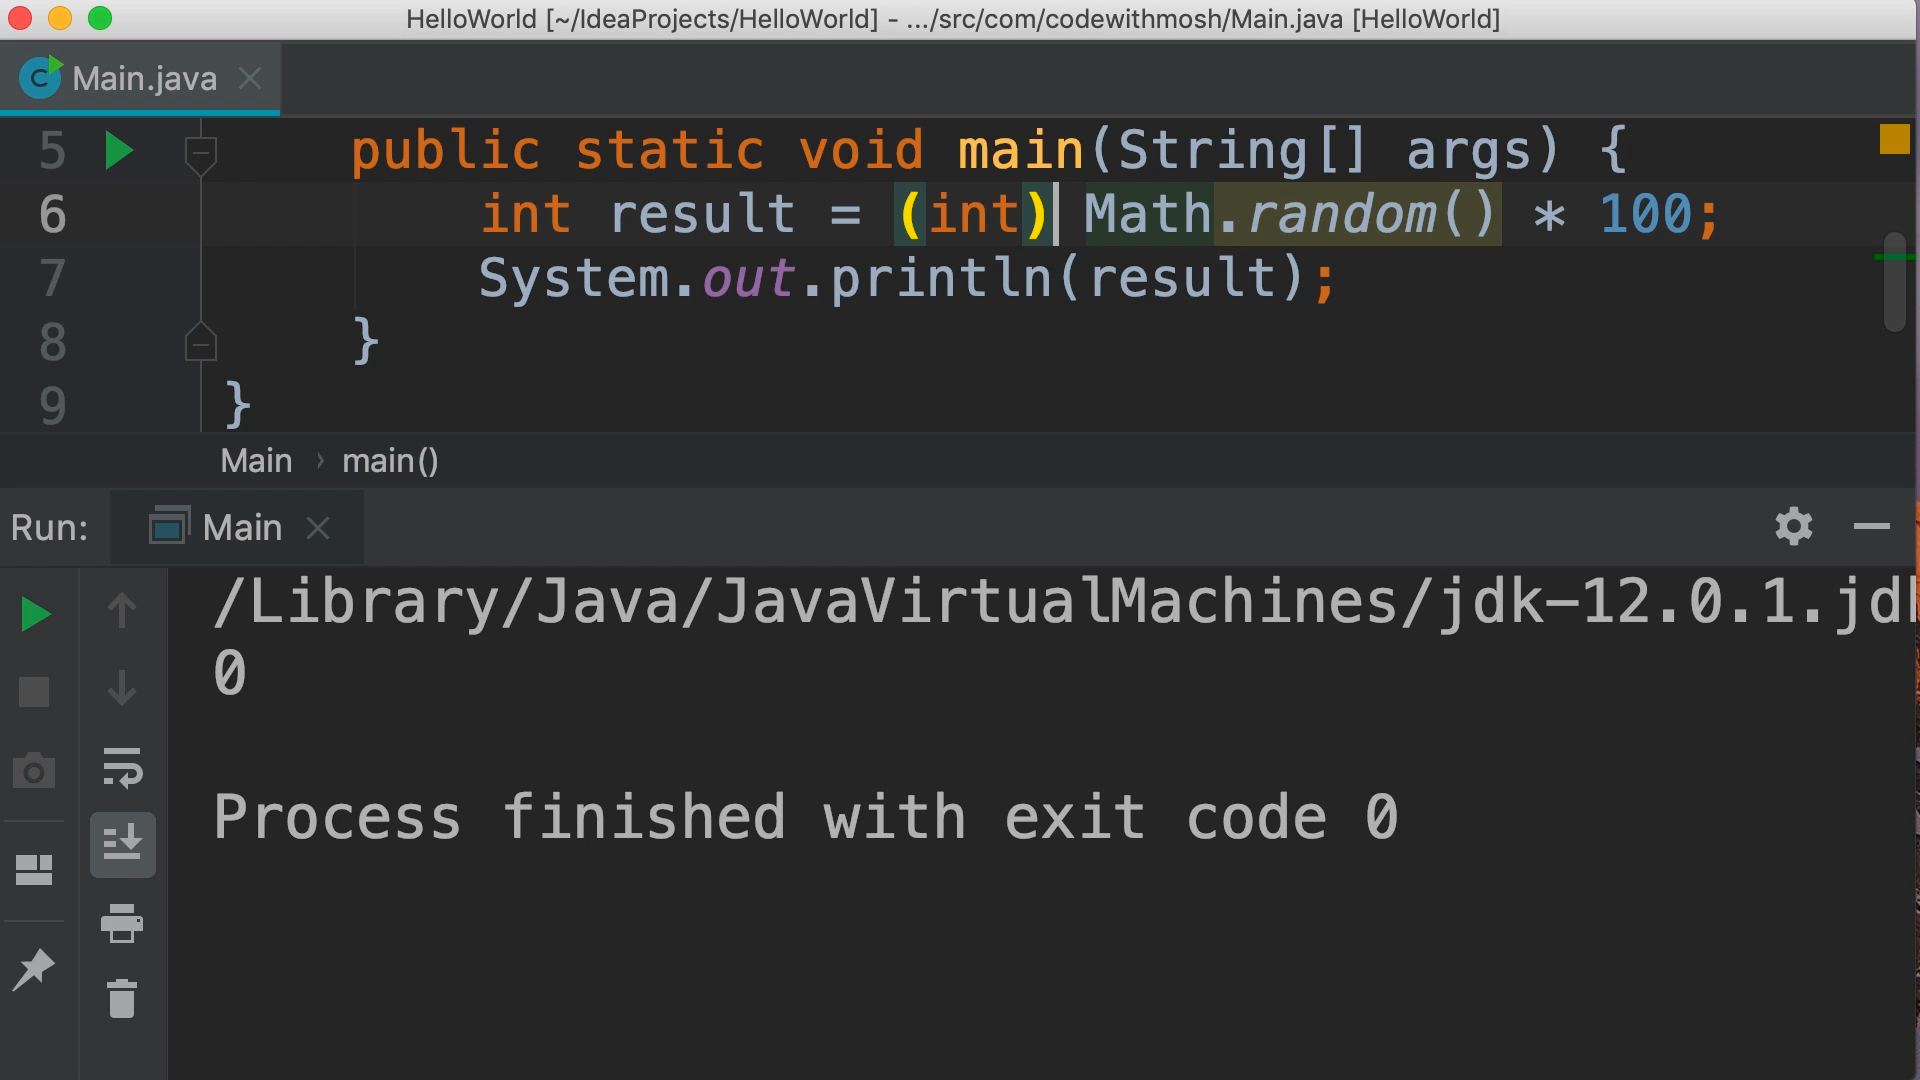 HelloWorld [~/IdeaProjects/HelloWorld] - .../src/com/codewithmosh/Main.java [HelloWorld]
Main.java
5 public static void main(String[] args) {
6 int result = (int) Math.random() * 100;
7 System.out.println(result);
8 }
9 }
Main › main()
Run: Main
/Library/Java/JavaVirtualMachines/jdk-12.0.1.jd
0
Process finished with exit code 0